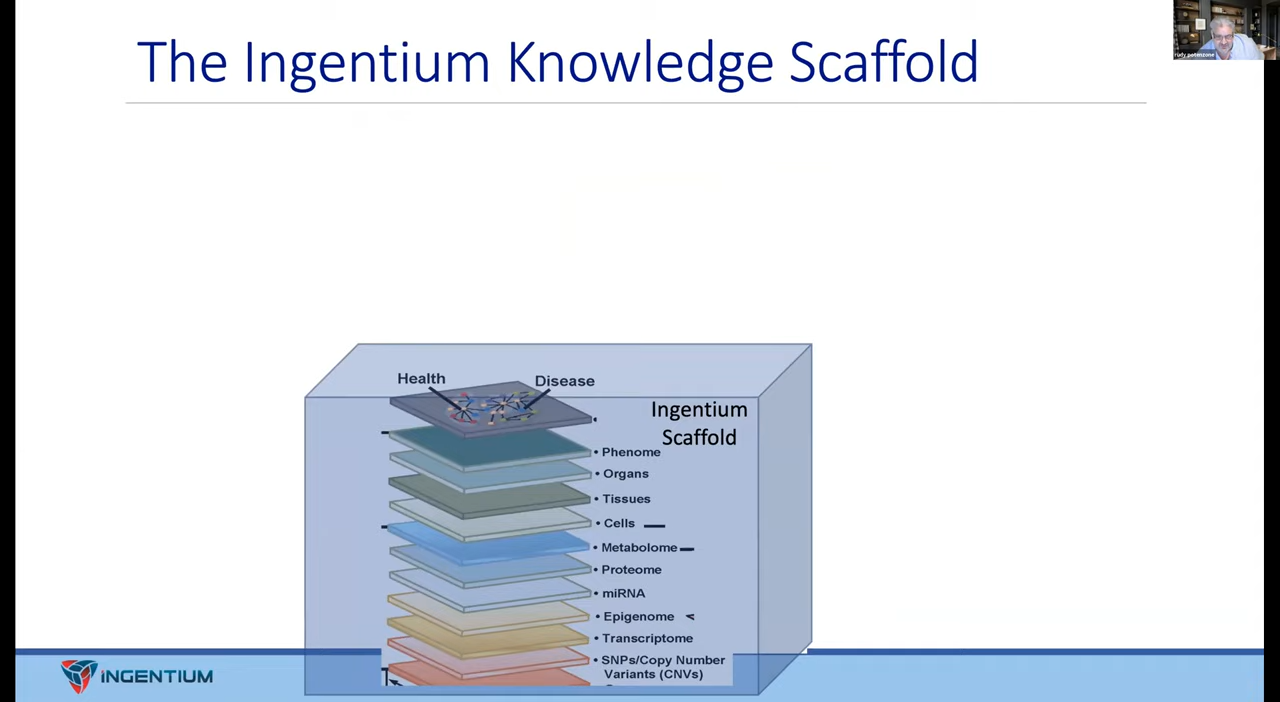 The Ingentium Knowledge Scaffold
Health
Disease
Ingentium
Scaffold
• Phenome
• Organs
• Tissues
• Cells
• Metabolome
• Proteome
• miRNA
• Epigenome
• Transcriptome
• SNPs/Copy Number
Variants (CNVs)
INGENTIUM